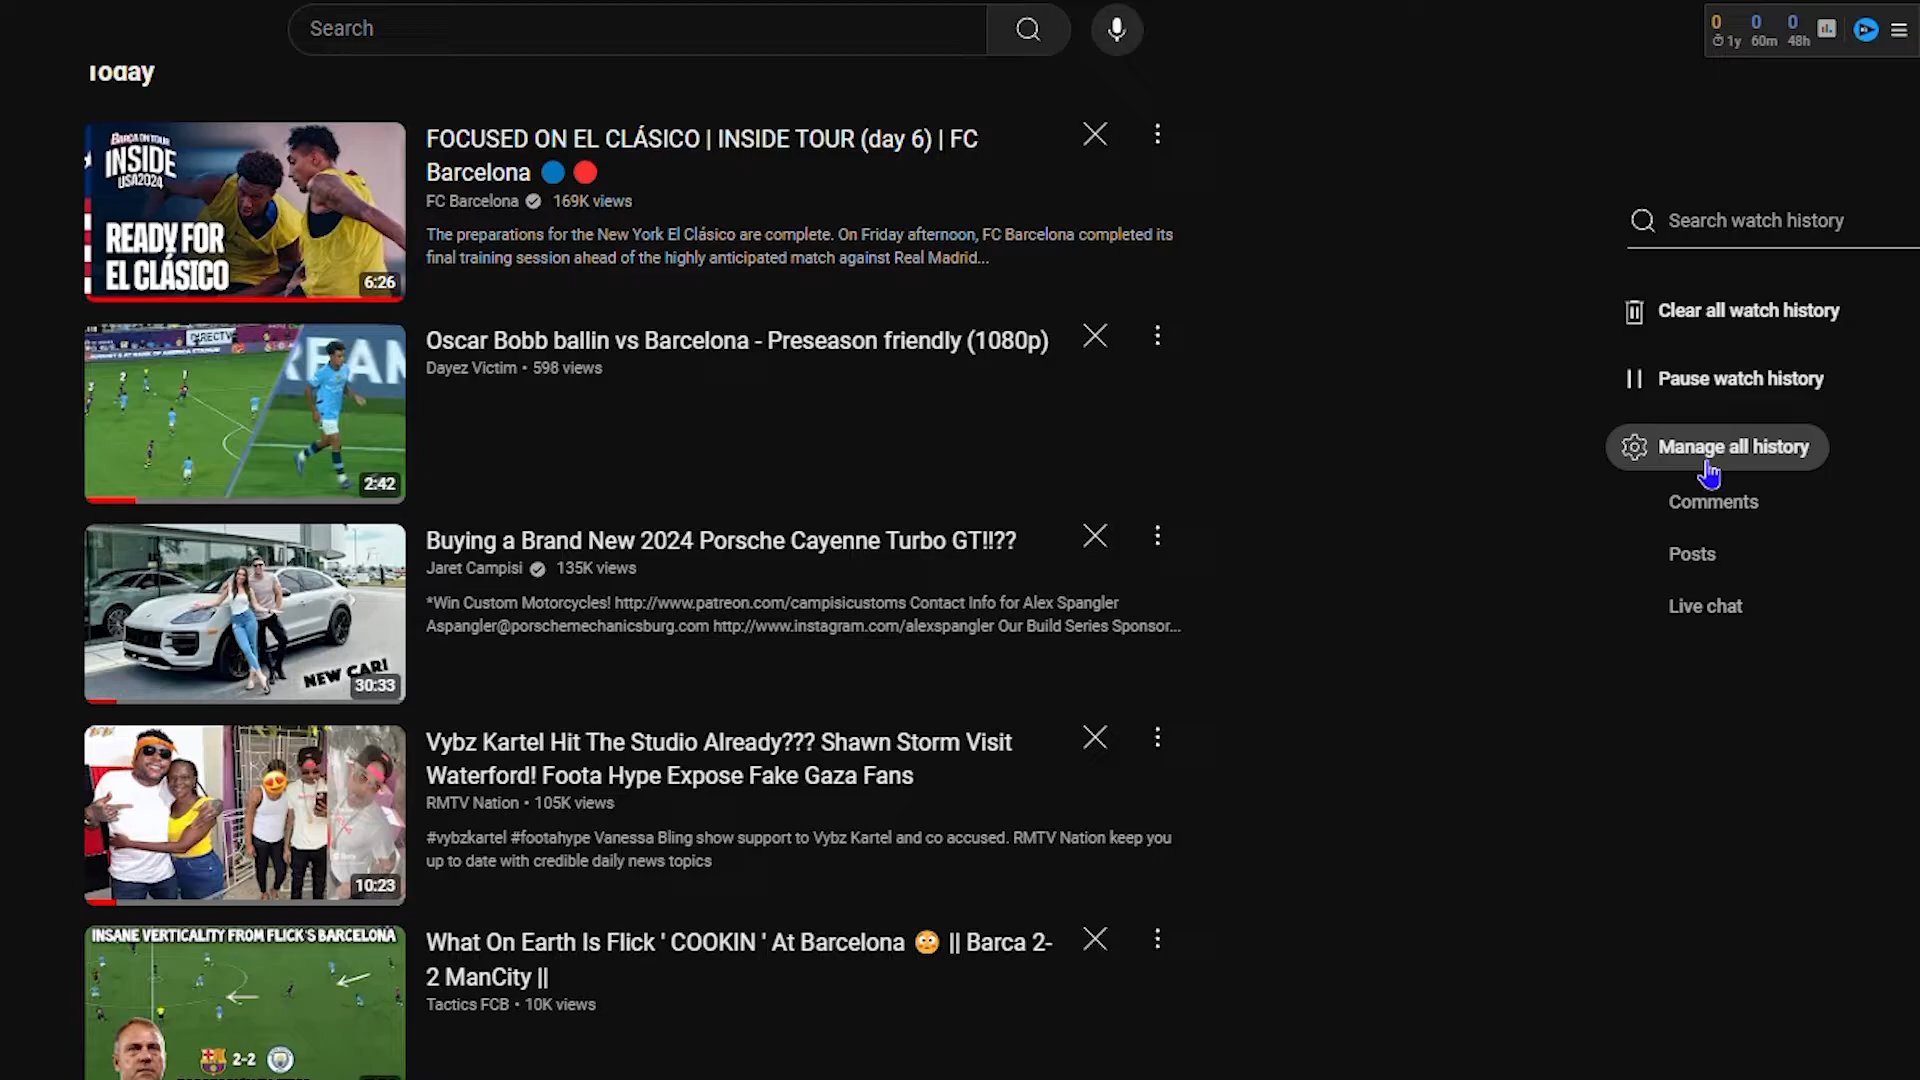 Search
0 0 0
1y 60m 48h
Today
BARÇA ON TOUR
INSIDE
USA2024
READY FOR
EL CLÁSICO
6:26
FOCUSED ON EL CLÁSICO | INSIDE TOUR (day 6) | FC
Barcelona
FC Barcelona 169K views
The preparations for the New York El Clásico are complete. On Friday afternoon, FC Barcelona completed its
final training session ahead of the highly anticipated match against Real Madrid...
DIRECTV
2:42
Oscar Bobb ballin vs Barcelona - Preseason friendly (1080p)
Dayez Victim • 598 views
NEW CAR!
30:33
Buying a Brand New 2024 Porsche Cayenne Turbo GT!!??
Jaret Campisi 135K views
*Win Custom Motorcycles! http://www.patreon.com/campisicustoms Contact Info for Alex Spangler
Aspangler@porschemechanicsburg.com http://www.instagram.com/alexspangler Our Build Series Sponsor...
10:23
Vybz Kartel Hit The Studio Already??? Shawn Storm Visit
Waterford! Foota Hype Expose Fake Gaza Fans
RMTV Nation • 105K views
#vybzkartel #footahype Vanessa Bling show support to Vybz Kartel and co accused. RMTV Nation keep you
up to date with credible daily news topics
INSANE VERTICALITY FROM FLICK'S BARCELONA
2-2
What On Earth Is Flick ' COOKIN ' At Barcelona 😳 || Barca 2-
2 ManCity ||
Tactics FCB • 10K views
Search watch history
Clear all watch history
Pause watch history
Manage all history
Comments
Posts
Live chat